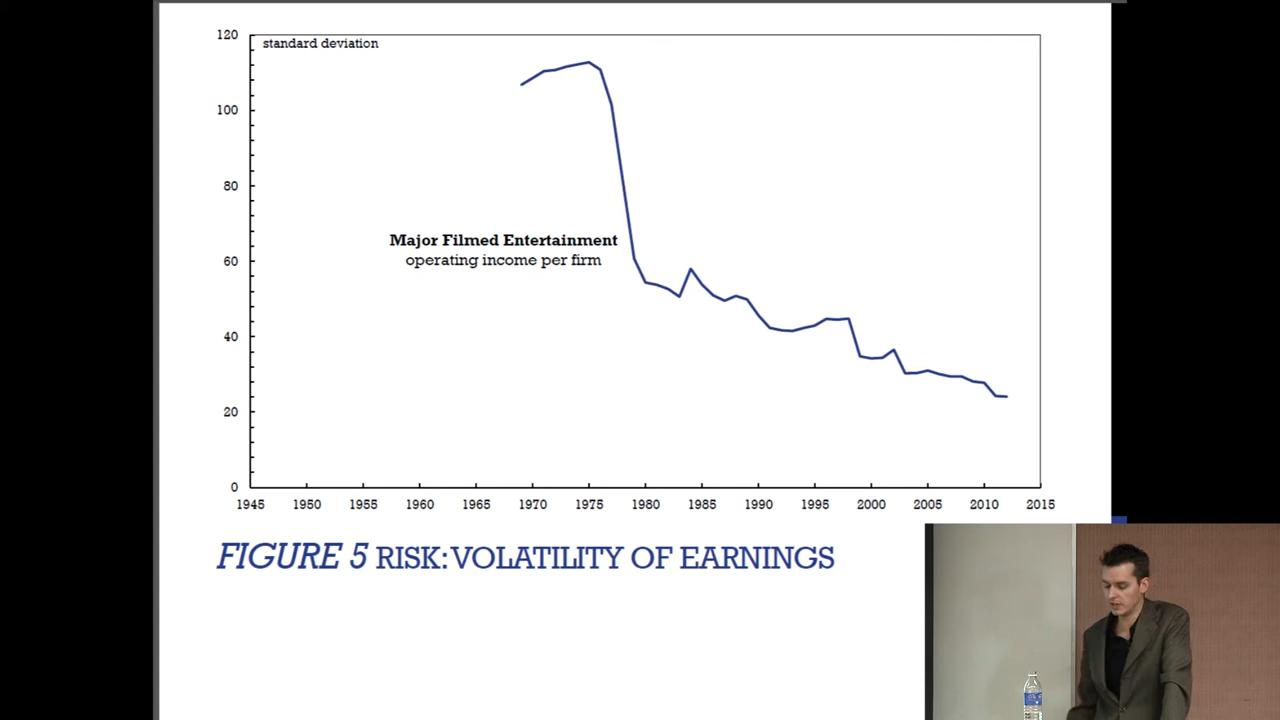 120
standard deviation
100
80
Major Filmed Entertainment
operating income per firm
60
40
20
0
1945 1950 1955 1960 1965 1970 1975 1980 1985 1990 1995 2000 2005 2010 2015
FIGURE 5 RISK: VOLATILITY OF EARNINGS